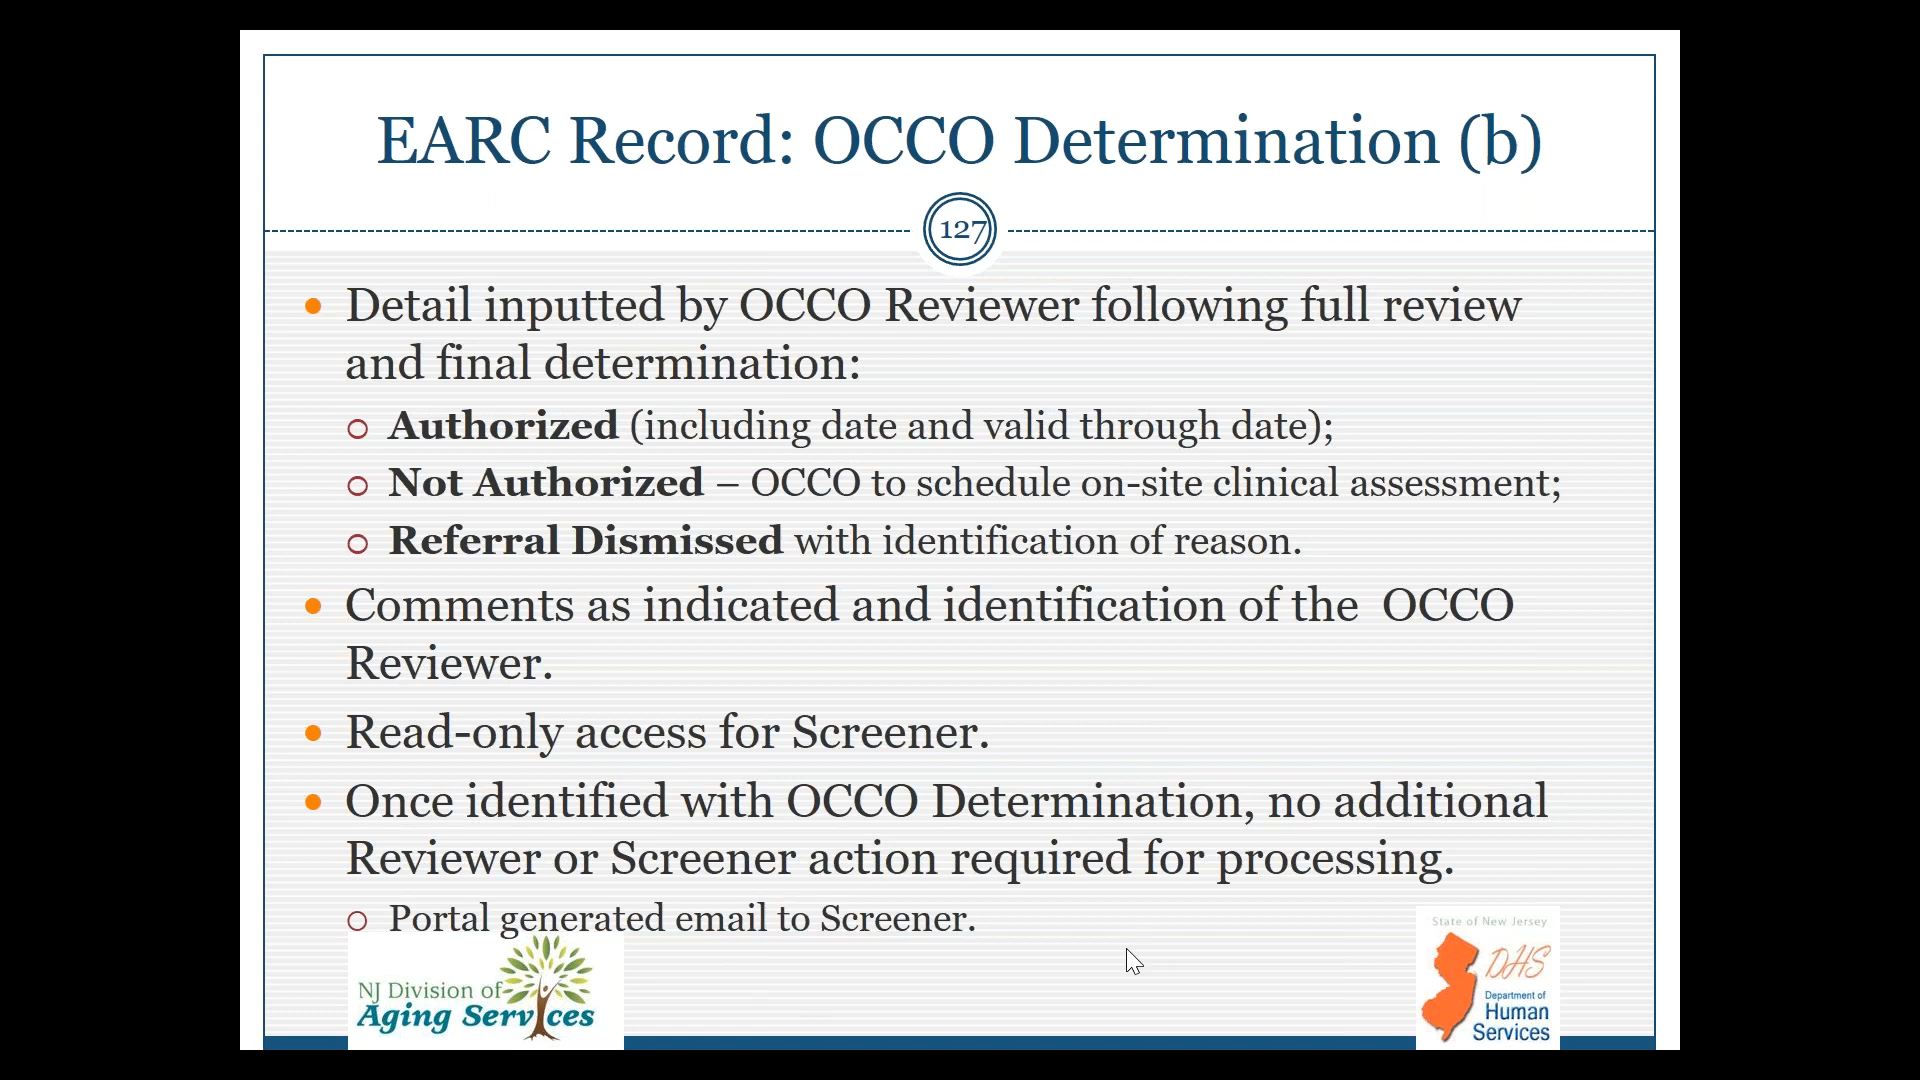 EARC Record: OCCO Determination (b)
127
• Detail inputted by OCCO Reviewer following full review
and final determination:
○ Authorized (including date and valid through date);
○ Not Authorized – OCCO to schedule on-site clinical assessment;
○ Referral Dismissed with identification of reason.
• Comments as indicated and identification of the  OCCO
Reviewer.
• Read-only access for Screener.
• Once identified with OCCO Determination, no additional
Reviewer or Screener action required for processing.
○ Portal generated email to Screener.
NJ Division of
Aging Services
State of New Jersey
DHS
Department of
Human
Services